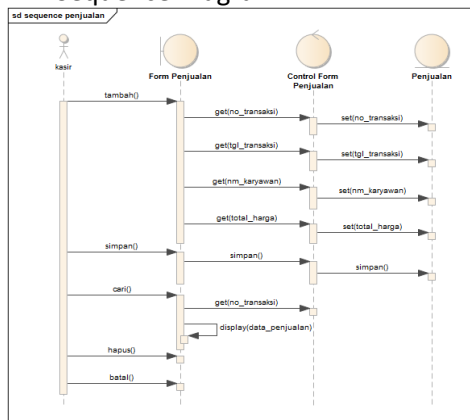 sd sequence penjualan
kasir
Form Penjualan
Control Form
Penjualan
Penjualan
tambah()
get(no_transaksi)
set(no_transaksi)
get(tgl_transaksi)
set(tgl_transaksi)
get(nm_karyawan)
set(nm_karyawan)
get(total_harga)
set(total_harga)
simpan()
simpan()
simpan()
cari()
get(no_transaksi)
display(data_penjualan)
hapus()
batal()